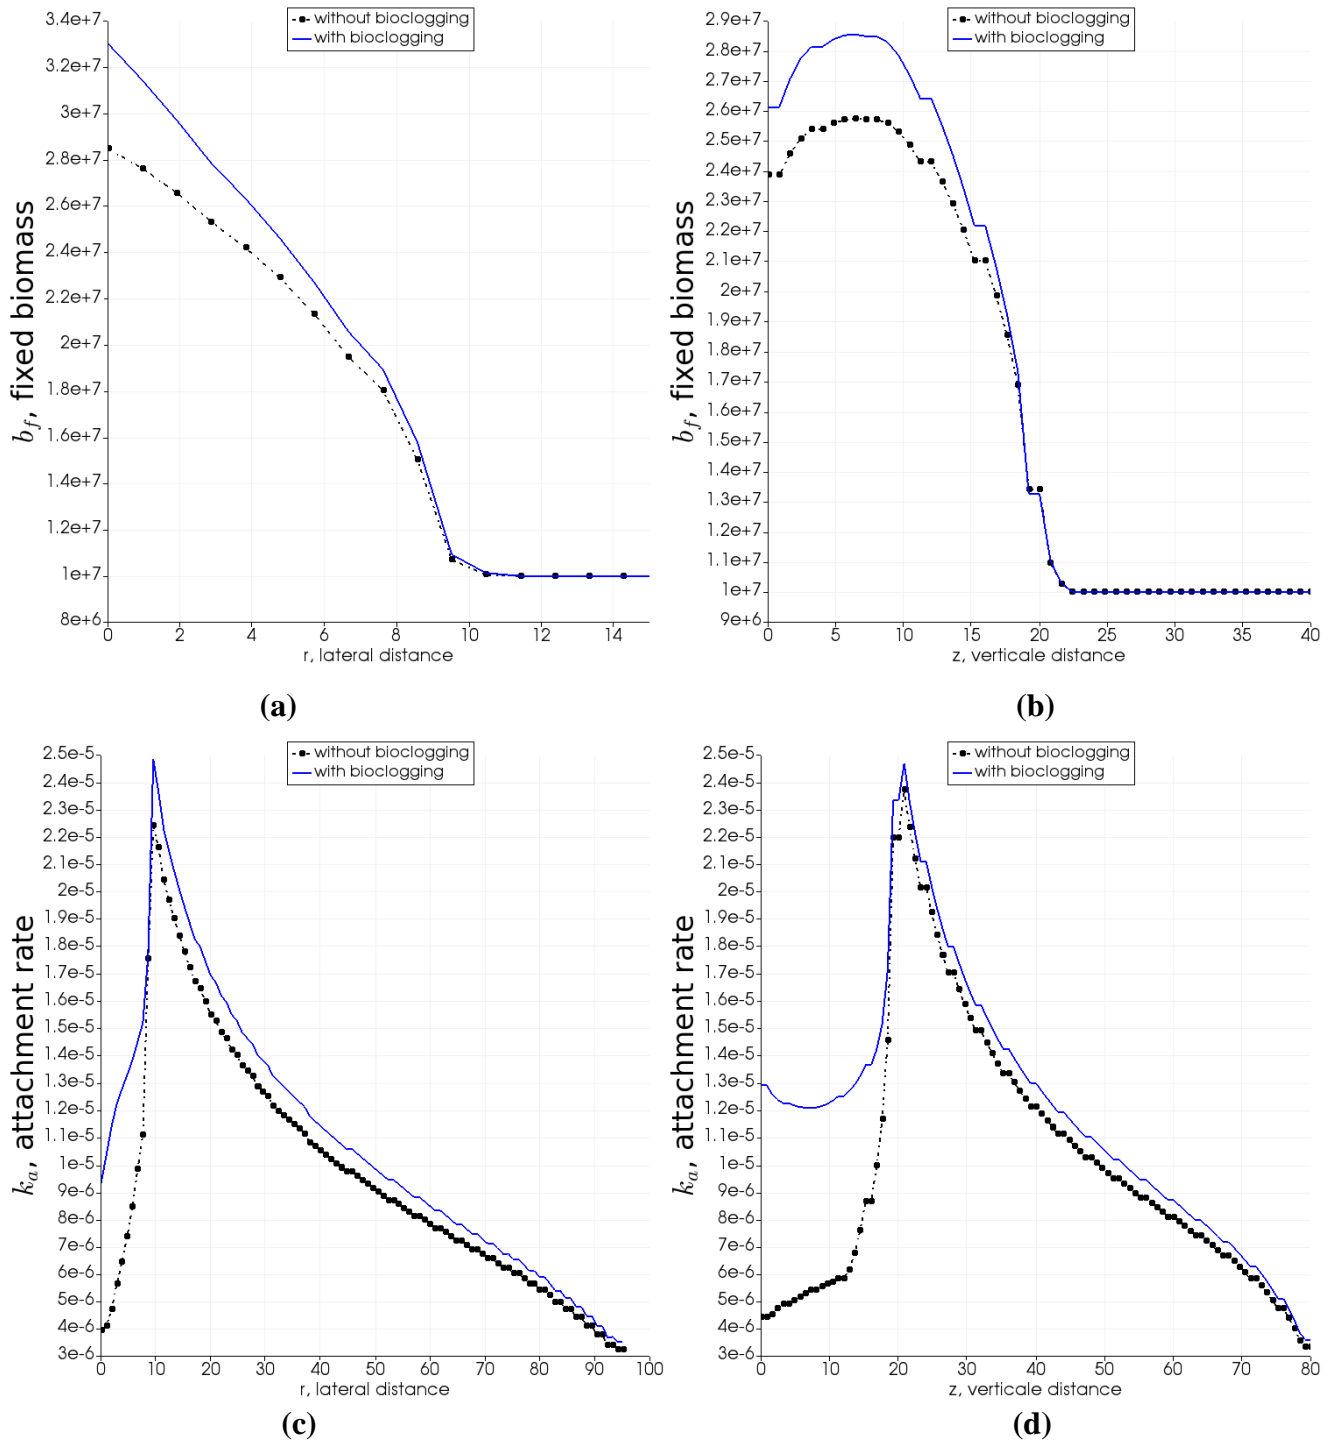 without bioclogging
with bioclogging
3.4e+7
3.2e+7
3e+7
2.8e+7
2.6e+7
2.4e+7
2.2e+7
2e+7
1.8e+7
1.6e+7
1.4e+7
1.2e+7
1e+7
8e+6
b_f, fixed biomass
0 2 4 6 8 10 12 14
r, lateral distance
(a)
without bioclogging
with bioclogging
2.9e+7
2.8e+7
2.7e+7
2.6e+7
2.5e+7
2.4e+7
2.3e+7
2.2e+7
2.1e+7
2e+7
1.9e+7
1.8e+7
1.7e+7
1.6e+7
1.5e+7
1.4e+7
1.3e+7
1.2e+7
1.1e+7
1e+7
9e+6
b_f, fixed biomass
0 5 10 15 20 25 30 35 40
z, verticale distance
(b)
without bioclogging
with bioclogging
2.5e-5
2.4e-5
2.3e-5
2.2e-5
2.1e-5
2e-5
1.9e-5
1.8e-5
1.7e-5
1.6e-5
1.5e-5
1.4e-5
1.3e-5
1.2e-5
1.1e-5
1e-5
9e-6
8e-6
7e-6
6e-6
5e-6
4e-6
3e-6
k_a, attachment rate
0 10 20 30 40 50 60 70 80 90 100
r, lateral distance
(c)
without bioclogging
with bioclogging
2.5e-5
2.4e-5
2.3e-5
2.2e-5
2.1e-5
2e-5
1.9e-5
1.8e-5
1.7e-5
1.6e-5
1.5e-5
1.4e-5
1.3e-5
1.2e-5
1.1e-5
1e-5
9e-6
8e-6
7e-6
6e-6
5e-6
4e-6
3e-6
k_a, attachment rate
0 10 20 30 40 50 60 70 80
z, verticale distance
(d)